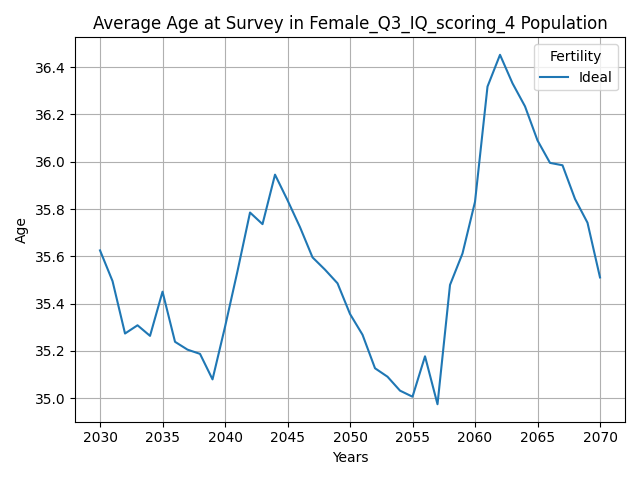 Average Age at Survey in Female_Q3_IQ_scoring_4 Population
Fertility
Ideal
36.4
36.2
36.0
35.8
35.6
35.4
35.2
35.0
Age
2030 2035 2040 2045 2050 2055 2060 2065 2070
Years